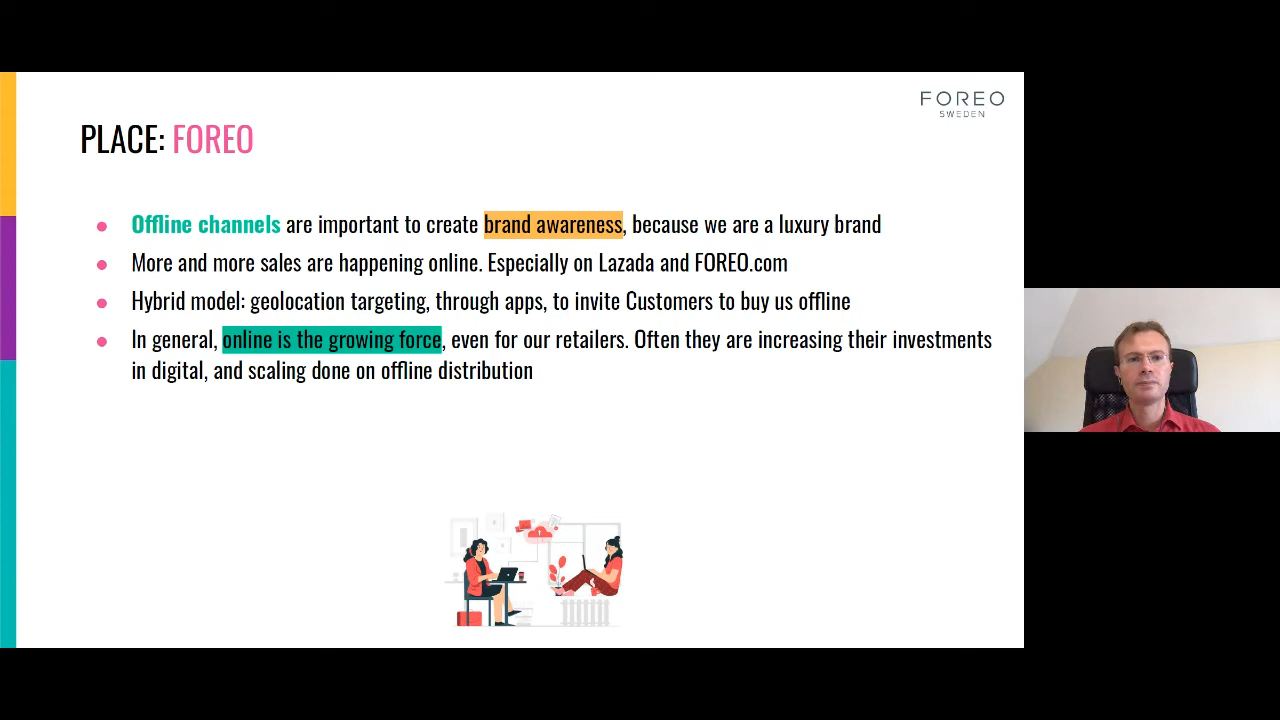 FOREO
SWEDEN
PLACE: FOREO
Offline channels are important to create brand awareness, because we are a luxury brand
More and more sales are happening online. Especially on Lazada and FOREO.com
Hybrid model: geolocation targeting, through apps, to invite Customers to buy us offline
In general, online is the growing force, even for our retailers. Often they are increasing their investments
in digital, and scaling done on offline distribution